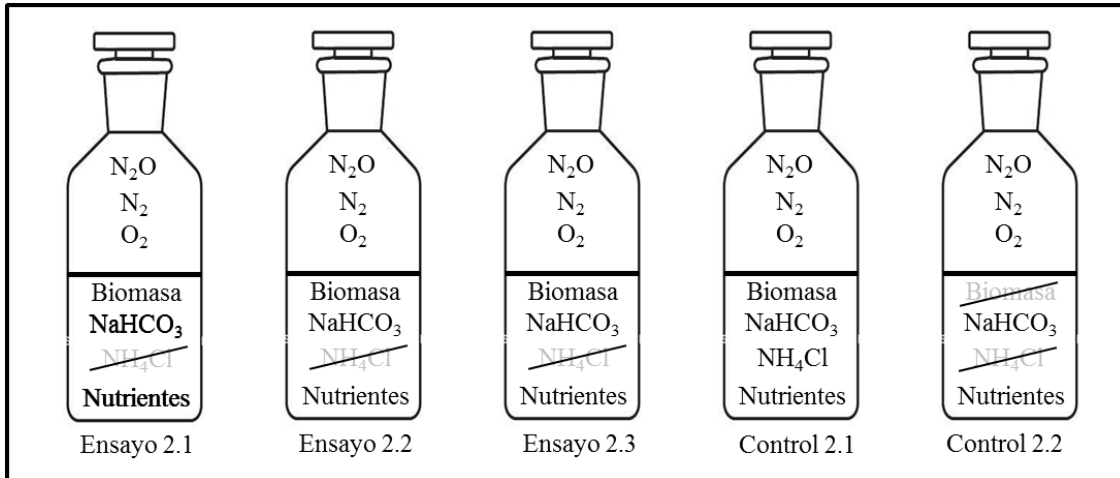 N₂O
N₂
O₂
Biomasa
NaHCO₃
NH₄Cl
Nutrientes
Ensayo 2.1
N₂O
N₂
O₂
Biomasa
NaHCO₃
NH₄Cl
Nutrientes
Ensayo 2.2
N₂O
N₂
O₂
Biomasa
NaHCO₃
NH₄Cl
Nutrientes
Ensayo 2.3
N₂O
N₂
O₂
Biomasa
NaHCO₃
NH₄Cl
Nutrientes
Control 2.1
N₂O
N₂
O₂
Biomasa
NaHCO₃
NH₄Cl
Nutrientes
Control 2.2